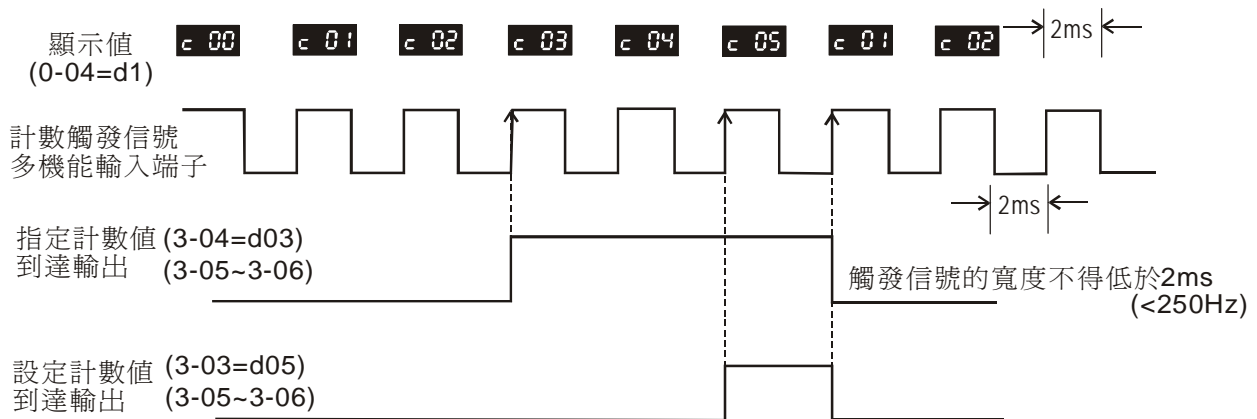 顯示值
(0-04=d1)
c 00 c 01 c 02 c 03 c 04 c 05 c 01 c 02
2ms
計數觸發信號
多機能輸入端子
2ms
指定計數值 (3-04=d03)
到達輸出 (3-05~3-06)
觸發信號的寬度不得低於2ms
(<250Hz)
設定計數值 (3-03=d05)
到達輸出 (3-05~3-06)